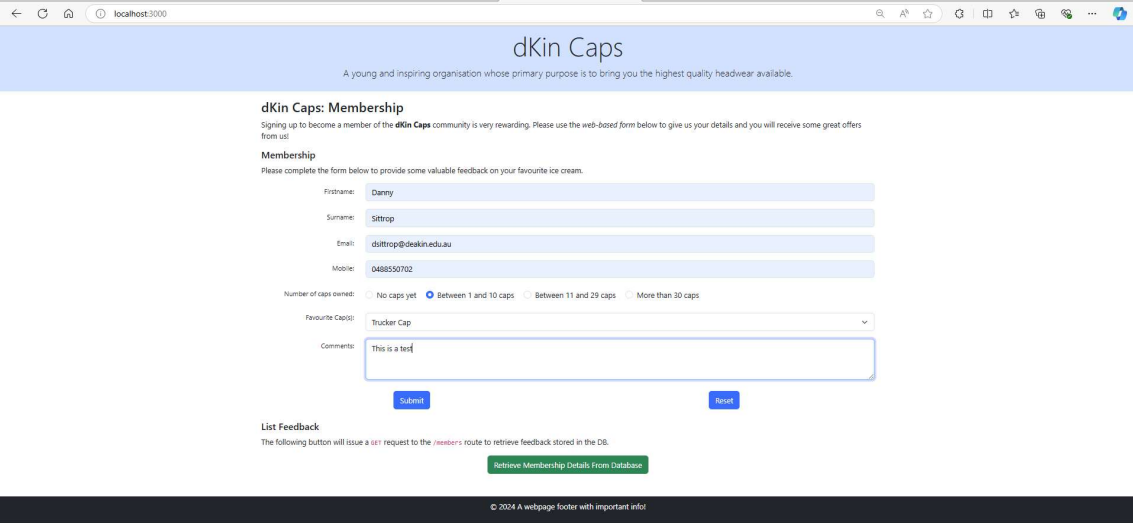 localhost:3000
dKin Caps
A young and inspiring organisation whose primary purpose is to bring you the highest quality headwear available.
dKin Caps: Membership
Signing up to become a member of the dKin Caps community is very rewarding. Please use the web-based form below to give us your details and you will receive some great offers
from us!
Membership
Please complete the form below to provide some valuable feedback on your favourite ice cream.
Firstname: Danny
Surname: Sittrop
Email: dsittrop@deakin.edu.au
Mobile: 0488550702
Number of caps owned: No caps yet Between 1 and 10 caps Between 11 and 29 caps More than 30 caps
Favourite Cap(s): Trucker Cap
Comments: This is a test
Submit Reset
List Feedback
The following button will issue a GET request to the /members route to retrieve feedback stored in the DB.
Retrieve Membership Details From Database
© 2024 A webpage footer with important info!